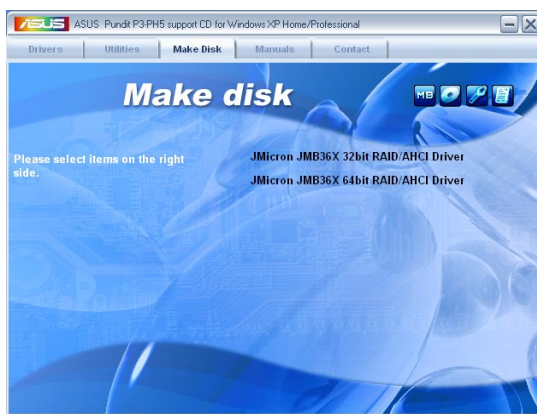 ASUS ASUS Pundit P3-PH5 support CD for Windows XP Home/Professional
Drivers Utilities Make Disk Manuals Contact
Make disk
MB
Please select items on the right
side.
JMicron JMB36X 32bit RAID/AHCI Driver
JMicron JMB36X 64bit RAID/AHCI Driver